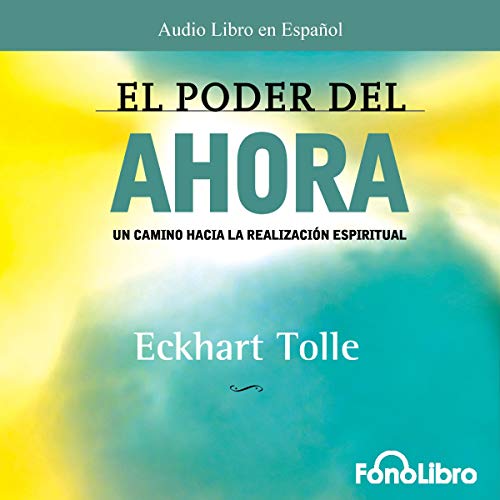 Audio Libro en Español
EL PODER DEL
AHORA
UN CAMINO HACIA LA REALIZACIÓN ESPIRITUAL
Eckhart Tolle
FonoLibro